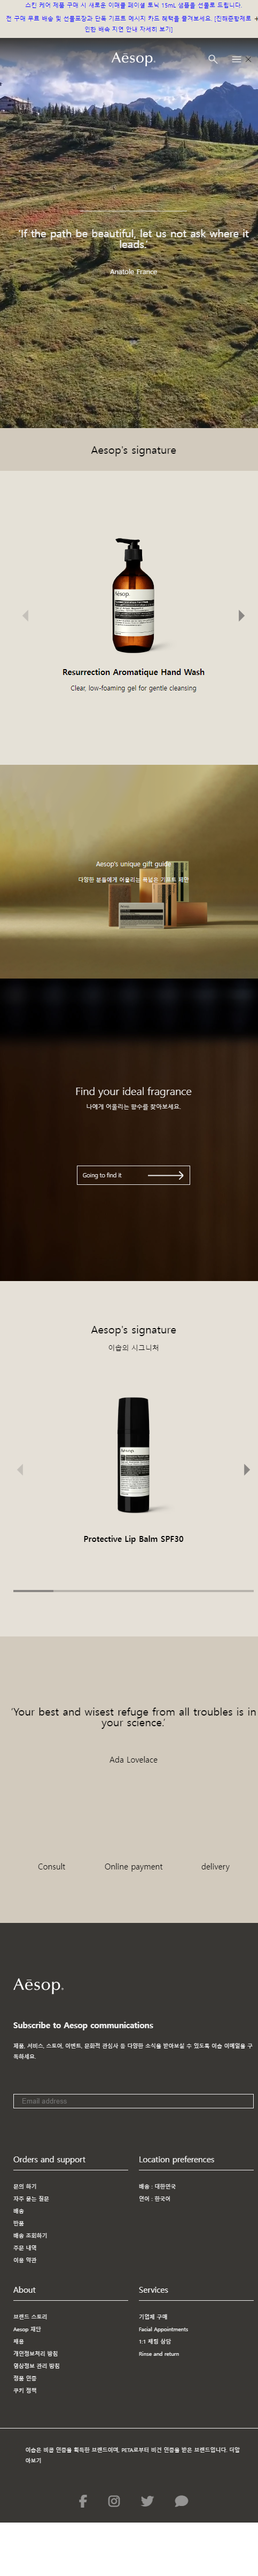 스킨 케어 제품 구매 시 새로운 이매큘 페이셜 토닉 15mL 샘플을 선물로 드립니다.
전 구매 무료 배송 및 선물포장과 만족 기프트 메시지 카드 혜택을 즐겨보세요.
인한 배송 지연 안내 자세히 보기]
Aēsop.
‘If the path be beautiful, let us not ask where it
leads.’
Anatole France
Aesop’s signature
Resurrection Aromatique Hand Wash
Clear, low-foaming gel for gentle cleansing
Aesop’s unique gift guide
다양한 분들에게 어울리는 폭넓은 기프트 제안
Find your ideal fragrance
나에게 어울리는 향수를 찾아보세요.
Going to find it
Aesop’s signature
이솝의 시그니처
Aēsop.
Protective Lip Balm SPF30
‘Your best and wisest refuge from all troubles is in
your science.’
Ada Lovelace
Consult
Online payment
delivery
Aēsop.
Subscribe to Aesop communications
제품, 서비스, 스토어, 이벤트, 문화적 관심사 등 다양한 소식을 받아보실 수 있도록 이솝 이메일을 구
독하세요.
Email address
Orders and support
Location preferences
문의 하기
배송 : 대한민국
자주 묻는 질문
언어 : 한국어
배송
반품
배송 조회하기
주문 내역
이용 약관
About
Services
브랜드 스토리
기업체 구매
Aesop 재단
Facial Appointments
채용
1:1 채팅 상담
개인정보처리 방침
Rinse and return
영상정보 관리 방침
정품 인증
쿠키 정책
이솝은 비콥 인증을 획득한 브랜드이며, PETA로부터 비건 인증을 받은 브랜드입니다. 더알
아보기